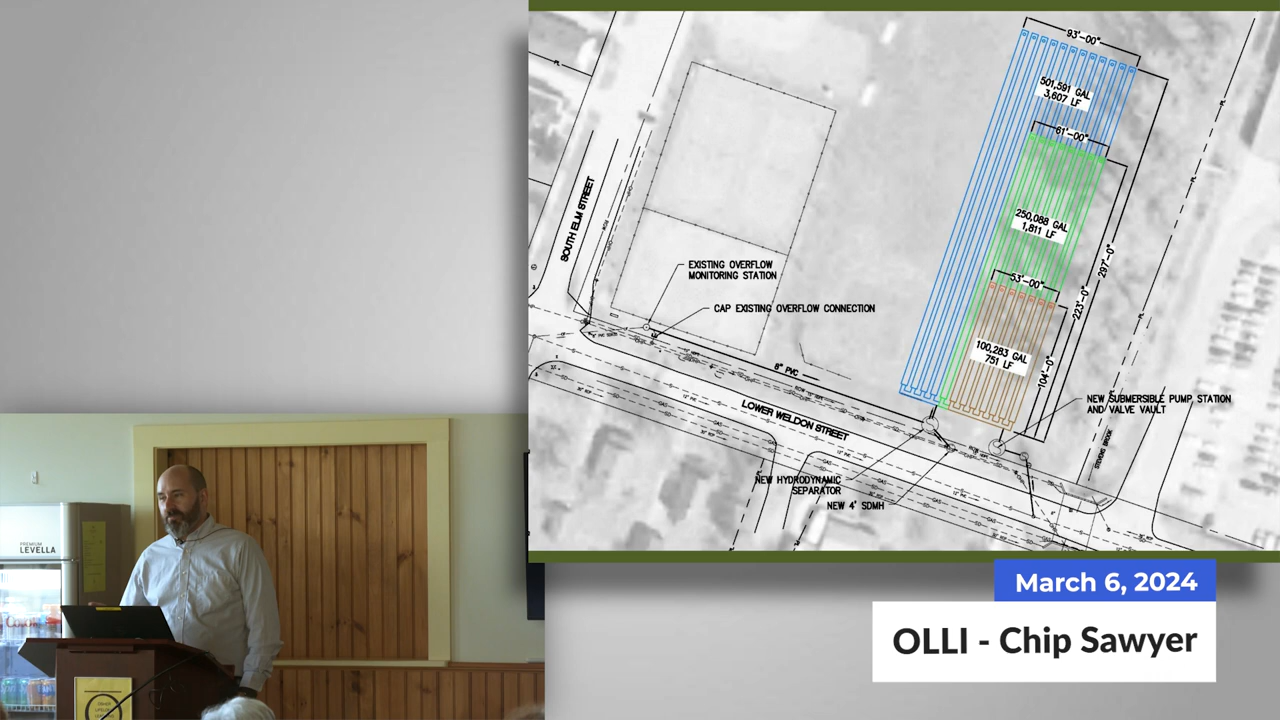 93'-00"
501,591 GAL
3,607 LF
61'-00"
250,088 GAL
1,811 LF
297'-0"
223'-0"
53'-00"
100,283 GAL
751 LF
104'-0"
SOUTH ELM STREET
EXISTING OVERFLOW
MONITORING STATION
CAP EXISTING OVERFLOW CONNECTION
8" PVC
LOWER WELDON STREET
NEW SUBMERSIBLE PUMP STATION
AND VALVE VAULT
STEVENS BROOK
NEW HYDRODYNAMIC
SEPARATOR
NEW 4' SDMH
PREMIUM
LEVELLA
March 6, 2024
OLLI - Chip Sawyer